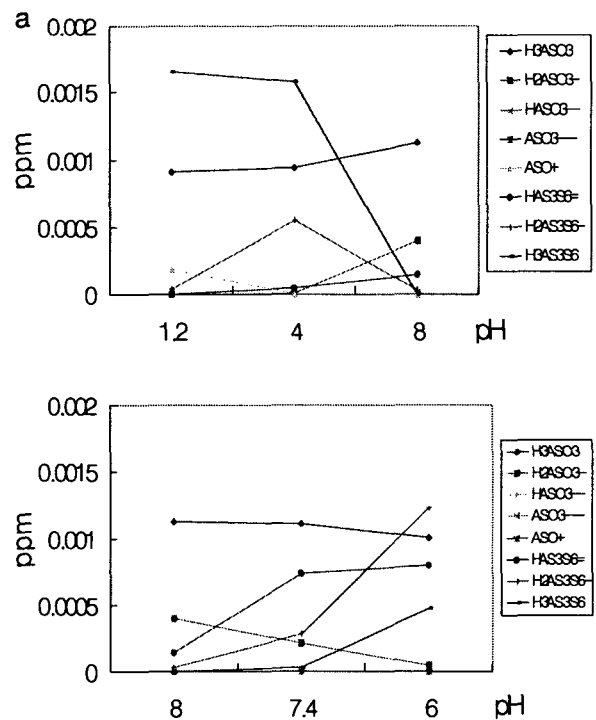 a
0.002
0.0015
0.001
0.0005
0
ppm
1.2 4 8 pH
H3ASO3
H2ASO3-
HASO3--
ASO3---
ASO+
HAS3S6=
H2AS3S6-
H3AS3S6
0.002
0.0015
0.001
0.0005
0
ppm
8 7.4 6 pH
H3ASO3
H2ASO3-
HASO3--
ASO3---
ASO+
HAS3S6=
H2AS3S6-
H3AS3S6